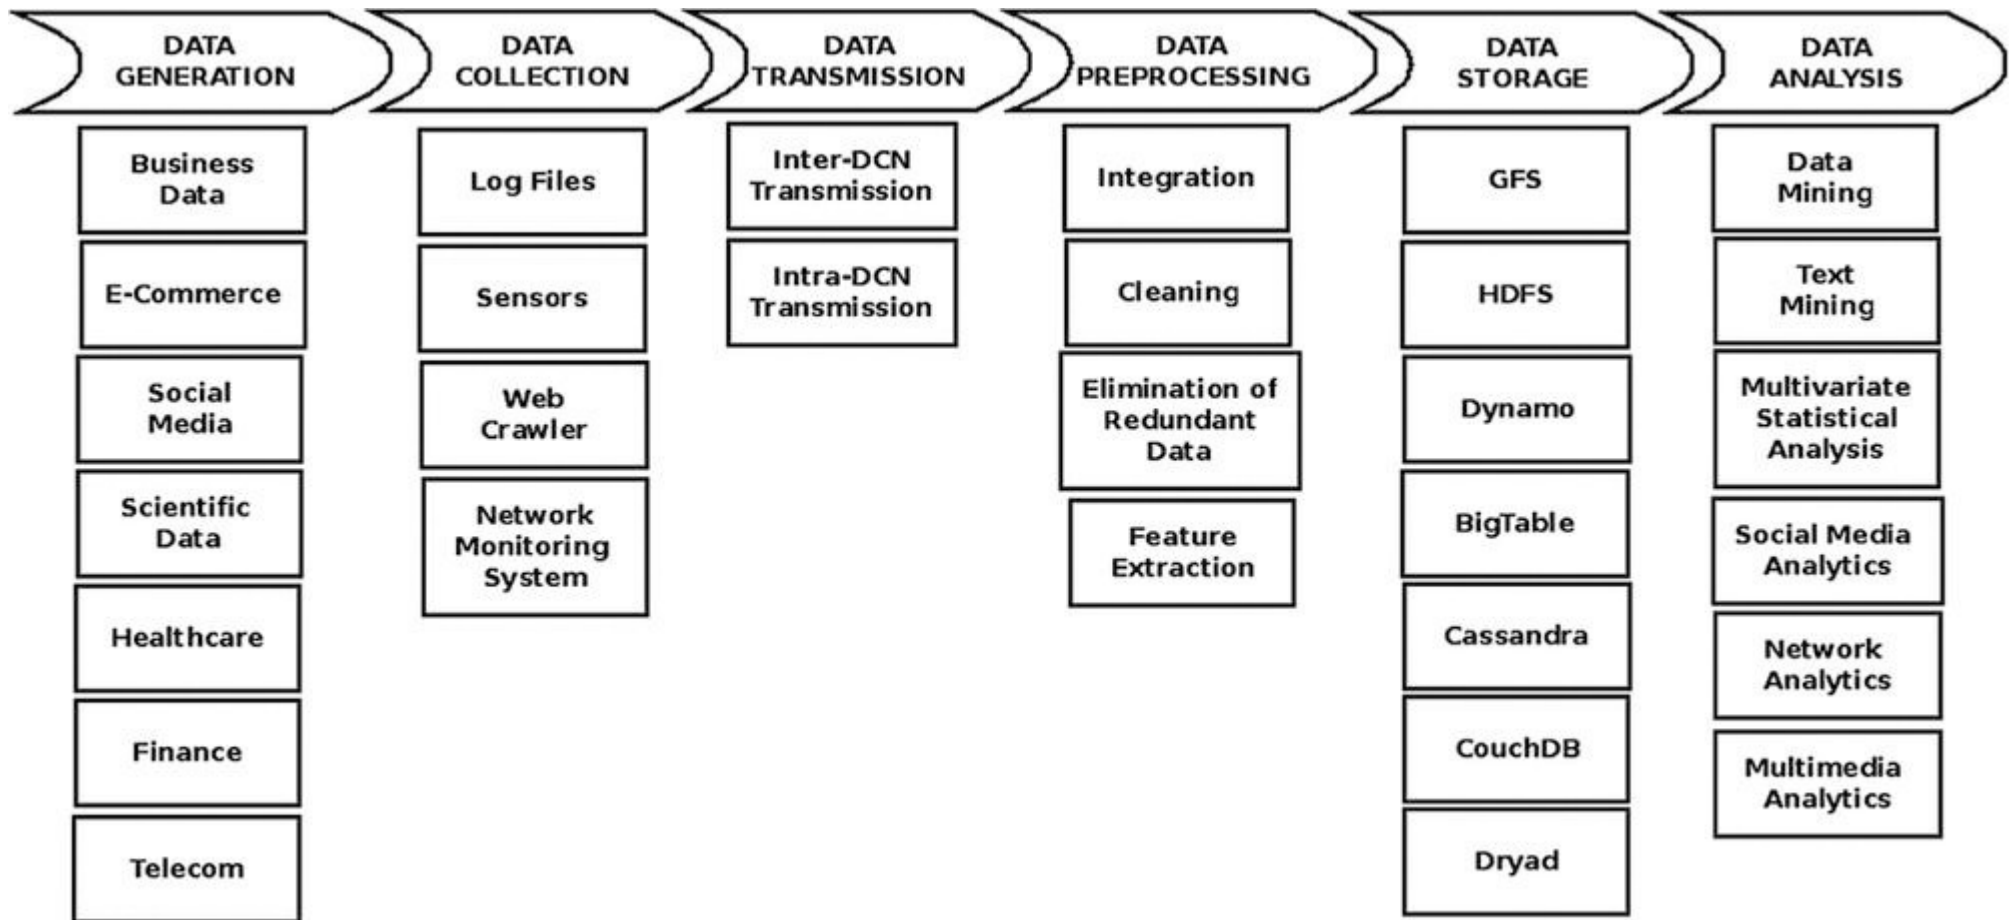 DATA
GENERATION
DATA
COLLECTION
DATA
TRANSMISSION
DATA
PREPROCESSING
DATA
STORAGE
DATA
ANALYSIS
Business
Data
E-Commerce
Social
Media
Scientific
Data
Healthcare
Finance
Telecom
Log Files
Sensors
Web
Crawler
Network
Monitoring
System
Inter-DCN
Transmission
Intra-DCN
Transmission
Integration
Cleaning
Elimination of
Redundant
Data
Feature
Extraction
GFS
HDFS
Dynamo
BigTable
Cassandra
CouchDB
Dryad
Data
Mining
Text
Mining
Multivariate
Statistical
Analysis
Social Media
Analytics
Network
Analytics
Multimedia
Analytics